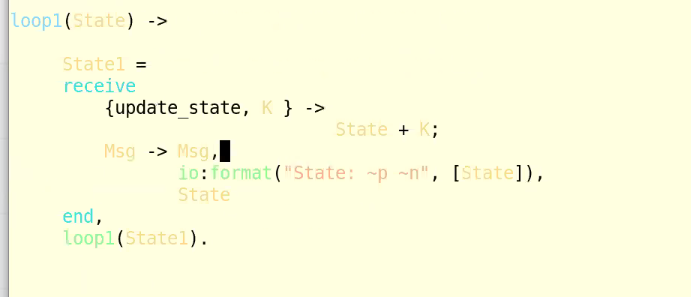 loop1(State) ->
State1 =
receive
{update_state, K } ->
State + K;
Msg -> Msg,
io:format("State: ~p ~n", [State]),
State
end,
loop1(State1).